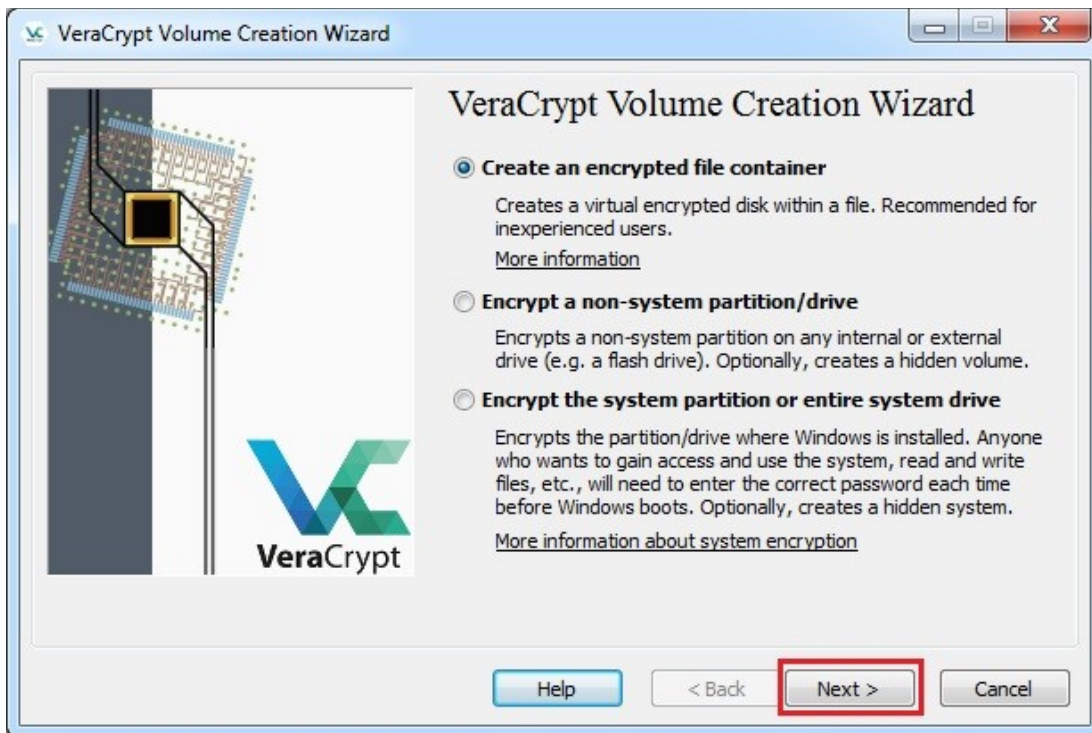 VeraCrypt Volume Creation Wizard
VeraCrypt Volume Creation Wizard
Create an encrypted file container
Creates a virtual encrypted disk within a file. Recommended for
inexperienced users.
More information
Encrypt a non-system partition/drive
Encrypts a non-system partition on any internal or external
drive (e.g. a flash drive). Optionally, creates a hidden volume.
Encrypt the system partition or entire system drive
Encrypts the partition/drive where Windows is installed. Anyone
who wants to gain access and use the system, read and write
files, etc., will need to enter the correct password each time
before Windows boots. Optionally, creates a hidden system.
More information about system encryption
VeraCrypt
Help
< Back
Next >
Cancel